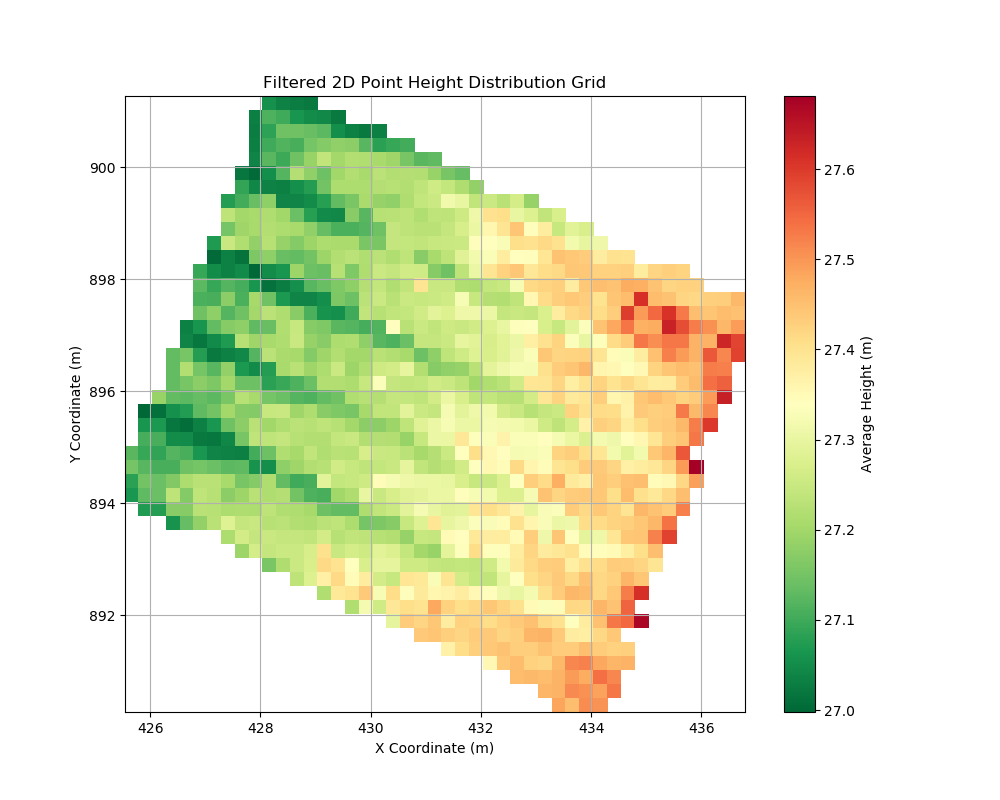 Filtered 2D Point Height Distribution Grid
900
898
896
894
892
Y Coordinate (m)
426 428 430 432 434 436
X Coordinate (m)
27.6
27.5
27.4
27.3
27.2
27.1
27.0
Average Height (m)